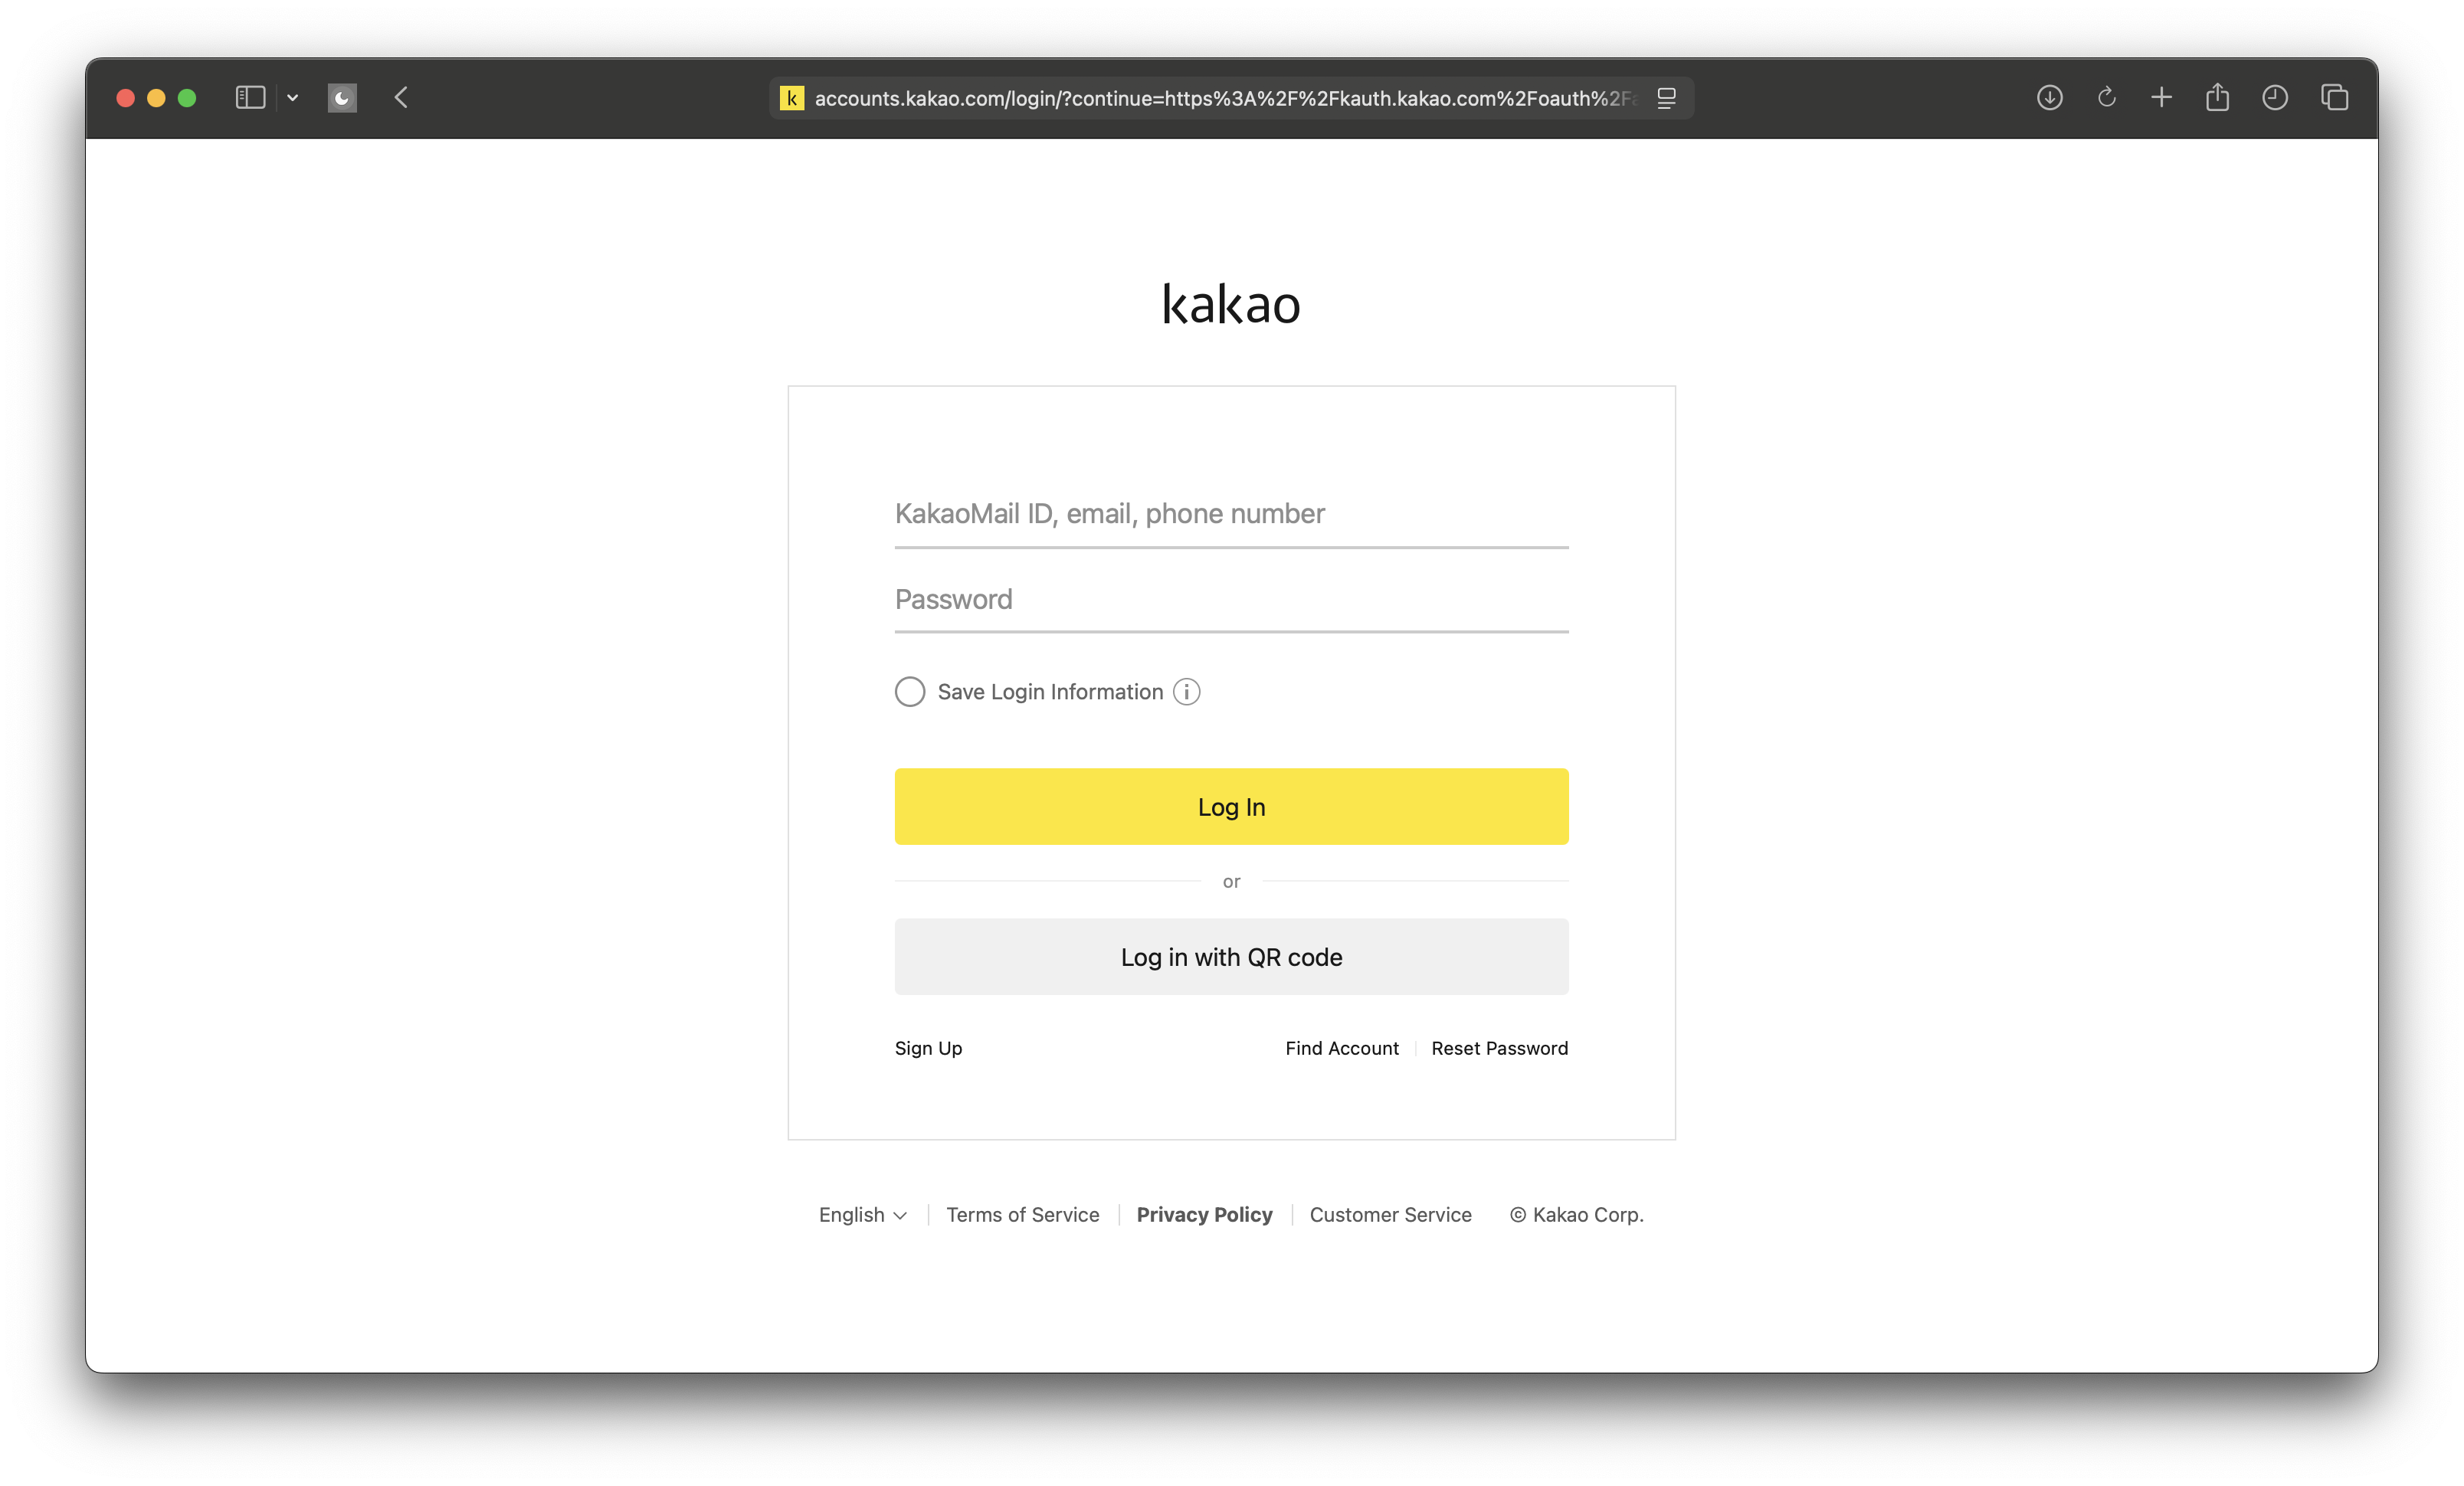 k accounts.kakao.com/login/?continue=https%3A%2F%2Fkauth.kakao.com%2Foauth%2F
kakao
KakaoMail ID, email, phone number
Password
Save Login Information
Log In
or
Log in with QR code
Sign Up Find Account Reset Password
English Terms of Service Privacy Policy Customer Service © Kakao Corp.